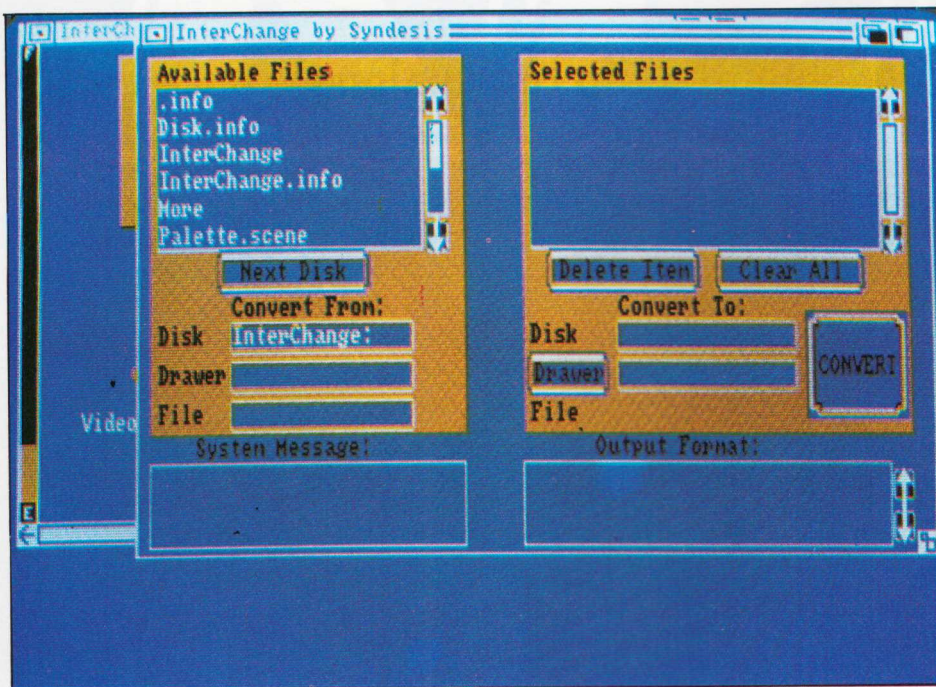 InterCh
InterChange by Syndesis
Available Files
.info
Disk.info
InterChange
InterChange.info
More
Palette.scene
Next Disk
Convert From:
Disk InterChange:
Drawer
File
System Message:
Selected Files
Delete Item Clear All
Convert To:
Disk
Drawer
File
CONVERT
Output Format:
Video